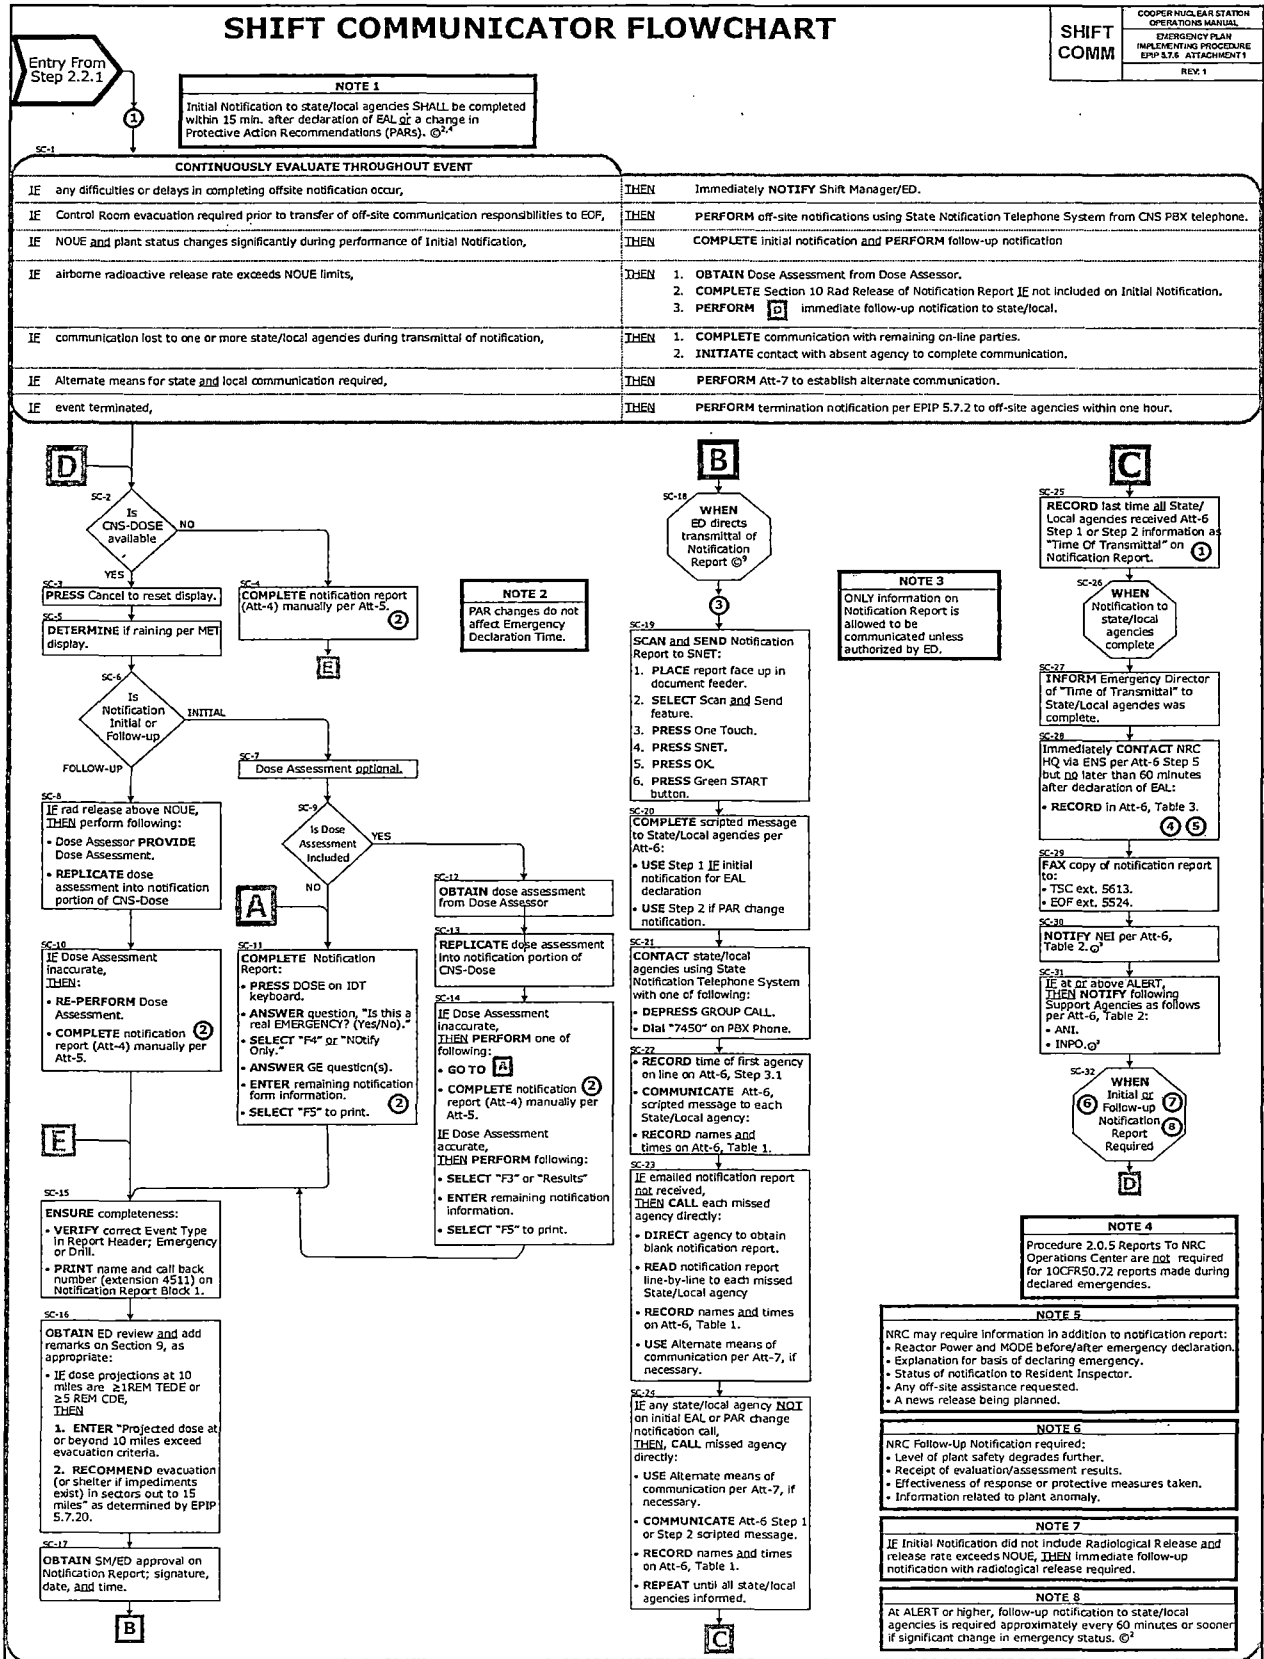 SHIFT COMMUNICATOR FLOWCHART
SHIFT
COMM
COOPER NUCLEAR STATION
OPERATIONS MANUAL
EMERGENCY PLAN
IMPLEMENTING PROCEDURE
EPIP 5.7.6 ATTACHMENT 1
REV. 1
Entry From
Step 2.2.1
1
NOTE 1
Initial Notification to state/local agencies SHALL be completed
within 15 min. after declaration of EAL or a change in
Protective Action Recommendations (PARs). ©2,4
SC-1
CONTINUOUSLY EVALUATE THROUGHOUT EVENT
IF any difficulties or delays in completing offsite notification occur,
THEN Immediately NOTIFY Shift Manager/ED.
IF Control Room evacuation required prior to transfer of off-site communication responsibilities to EOF,
THEN PERFORM off-site notifications using State Notification Telephone System from CNS PBX telephone.
IF NOUE and plant status changes significantly during performance of Initial Notification,
THEN COMPLETE initial notification and PERFORM follow-up notification
IF airborne radioactive release rate exceeds NOUE limits,
THEN 1. OBTAIN Dose Assessment from Dose Assessor.
2. COMPLETE Section 10 Rad Release of Notification Report IF not included on Initial Notification.
3. PERFORM D immediate follow-up notification to state/local.
IF communication lost to one or more state/local agencies during transmittal of notification,
THEN 1. COMPLETE communication with remaining on-line parties.
2. INITIATE contact with absent agency to complete communication.
IF Alternate means for state and local communication required,
THEN PERFORM Att-7 to establish alternate communication.
IF event terminated,
THEN PERFORM termination notification per EPIP 5.7.2 to off-site agencies within one hour.
D
SC-2
Is
CNS-DOSE
available
NO
YES
SC-3
PRESS Cancel to reset display.
SC-4
COMPLETE notification report
(Att-4) manually per Att-5.
2
E
SC-5
DETERMINE if raining per MET
display.
SC-6
Is
Notification
Initial or
Follow-up
INITIAL
FOLLOW-UP
SC-7
Dose Assessment optional.
SC-8
IF rad release above NOUE,
THEN perform following:
• Dose Assessor PROVIDE
Dose Assessment.
• REPLICATE dose
assessment into notification
portion of CNS-Dose
SC-9
Is Dose
Assessment
Included
YES
NO
A
SC-10
IF Dose Assessment
inaccurate,
THEN:
• RE-PERFORM Dose
Assessment.
• COMPLETE notification 2
report (Att-4) manually per
Att-5.
SC-11
COMPLETE Notification
Report:
• PRESS DOSE on IDT
keyboard.
• ANSWER question, "Is this a
real EMERGENCY? (Yes/No)."
• SELECT "F4" or "NOtify
Only."
• ANSWER GE question(s).
• ENTER remaining notification
form information.
• SELECT "F5" to print. 2
SC-12
OBTAIN dose assessment
from Dose Assessor
SC-13
REPLICATE dose assessment
into notification portion of
CNS-Dose
SC-14
IF Dose Assessment
inaccurate,
THEN PERFORM one of
following:
• GO TO A
• COMPLETE notification 2
report (Att-4) manually per
Att-5.
IF Dose Assessment
accurate,
THEN PERFORM following:
• SELECT "F3" or "Results"
• ENTER remaining notification
information.
• SELECT "F5" to print.
E
SC-15
ENSURE completeness:
• VERIFY correct Event Type
in Report Header; Emergency
or Drill.
• PRINT name and call back
number (extension 4511) on
Notification Report Block 1.
SC-16
OBTAIN ED review and add
remarks on Section 9, as
appropriate:
• IF dose projections at 10
miles are ≥1REM TEDE or
≥5 REM CDE,
THEN
1. ENTER "Projected dose at
or beyond 10 miles exceed
evacuation criteria.
2. RECOMMEND evacuation
(or shelter if impediments
exist) in sectors out to 15
miles" as determined by EPIP
5.7.20.
SC-17
OBTAIN SM/ED approval on
Notification Report; signature,
date, and time.
B
NOTE 2
PAR changes do not
affect Emergency
Declaration Time.
B
SC-18
WHEN
ED directs
transmittal of
Notification
Report ©9
3
SC-19
SCAN and SEND Notification
Report to SNET:
1. PLACE report face up in
document feeder.
2. SELECT Scan and Send
feature.
3. PRESS One Touch.
4. PRESS SNET.
5. PRESS OK.
6. PRESS Green START
button.
SC-20
COMPLETE scripted message
to State/Local agencies per
Att-6:
• USE Step 1 IF initial
notification for EAL
declaration
• USE Step 2 if PAR change
notification.
SC-21
CONTACT state/local
agencies using State
Notification Telephone System
with one of following:
• DEPRESS GROUP CALL.
• Dial "7450" on PBX Phone.
SC-22
• RECORD time of first agency
on line on Att-6, Step 3.1
• COMMUNICATE Att-6,
scripted message to each
State/Local agency:
• RECORD names and
times on Att-6, Table 1.
SC-23
IF emailed notification report
not received,
THEN CALL each missed
agency directly:
• DIRECT agency to obtain
blank notification report.
• READ notification report
line-by-line to each missed
State/Local agency
• RECORD names and times
on Att-6, Table 1.
• USE Alternate means of
communication per Att-7, if
necessary.
SC-24
IF any state/local agency NOT
on initial EAL or PAR change
notification call,
THEN, CALL missed agency
directly:
• USE Alternate means of
communication per Att-7, if
necessary.
• COMMUNICATE Att-6 Step 1
or Step 2 scripted message.
• RECORD names and times
on Att-6, Table 1.
• REPEAT until all state/local
agencies informed.
C
NOTE 3
ONLY information on
Notification Report is
allowed to be
communicated unless
authorized by ED.
C
SC-25
RECORD last time all State/
Local agencies received Att-6
Step 1 or Step 2 information as
"Time Of Transmittal" on
Notification Report. 1
SC-26
WHEN
Notification to
state/local
agencies
complete
SC-27
INFORM Emergency Director
of "Time of Transmittal" to
State/Local agencies was
complete.
SC-28
Immediately CONTACT NRC
HQ via ENS per Att-6 Step 5
but no later than 60 minutes
after declaration of EAL:
• RECORD in Att-6, Table 3.
4 5
SC-29
FAX copy of notification report
to:
• TSC ext. 5613.
• EOF ext. 5524.
SC-30
NOTIFY NEI per Att-6,
Table 2.©3
SC-31
IF at or above ALERT,
THEN NOTIFY following
Support Agencies as follows
per Att-6, Table 2:
• ANI.
• INPO.©3
SC-32
WHEN
6 Initial or 7
Follow-up
Notification 8
Report
Required
D
NOTE 4
Procedure 2.0.5 Reports To NRC
Operations Center are not required
for 10CFR50.72 reports made during
declared emergencies.
NOTE 5
NRC may require information in addition to notification report:
• Reactor Power and MODE before/after emergency declaration.
• Explanation for basis of declaring emergency.
• Status of notification to Resident Inspector.
• Any off-site assistance requested.
• A news release being planned.
NOTE 6
NRC Follow-Up Notification required:
• Level of plant safety degrades further.
• Receipt of evaluation/assessment results.
• Effectiveness of response or protective measures taken.
• Information related to plant anomaly.
NOTE 7
IF Initial Notification did not include Radiological Release and
release rate exceeds NOUE, THEN immediate follow-up
notification with radiological release required.
NOTE 8
At ALERT or higher, follow-up notification to state/local
agencies is required approximately every 60 minutes or sooner
if significant change in emergency status. ©2